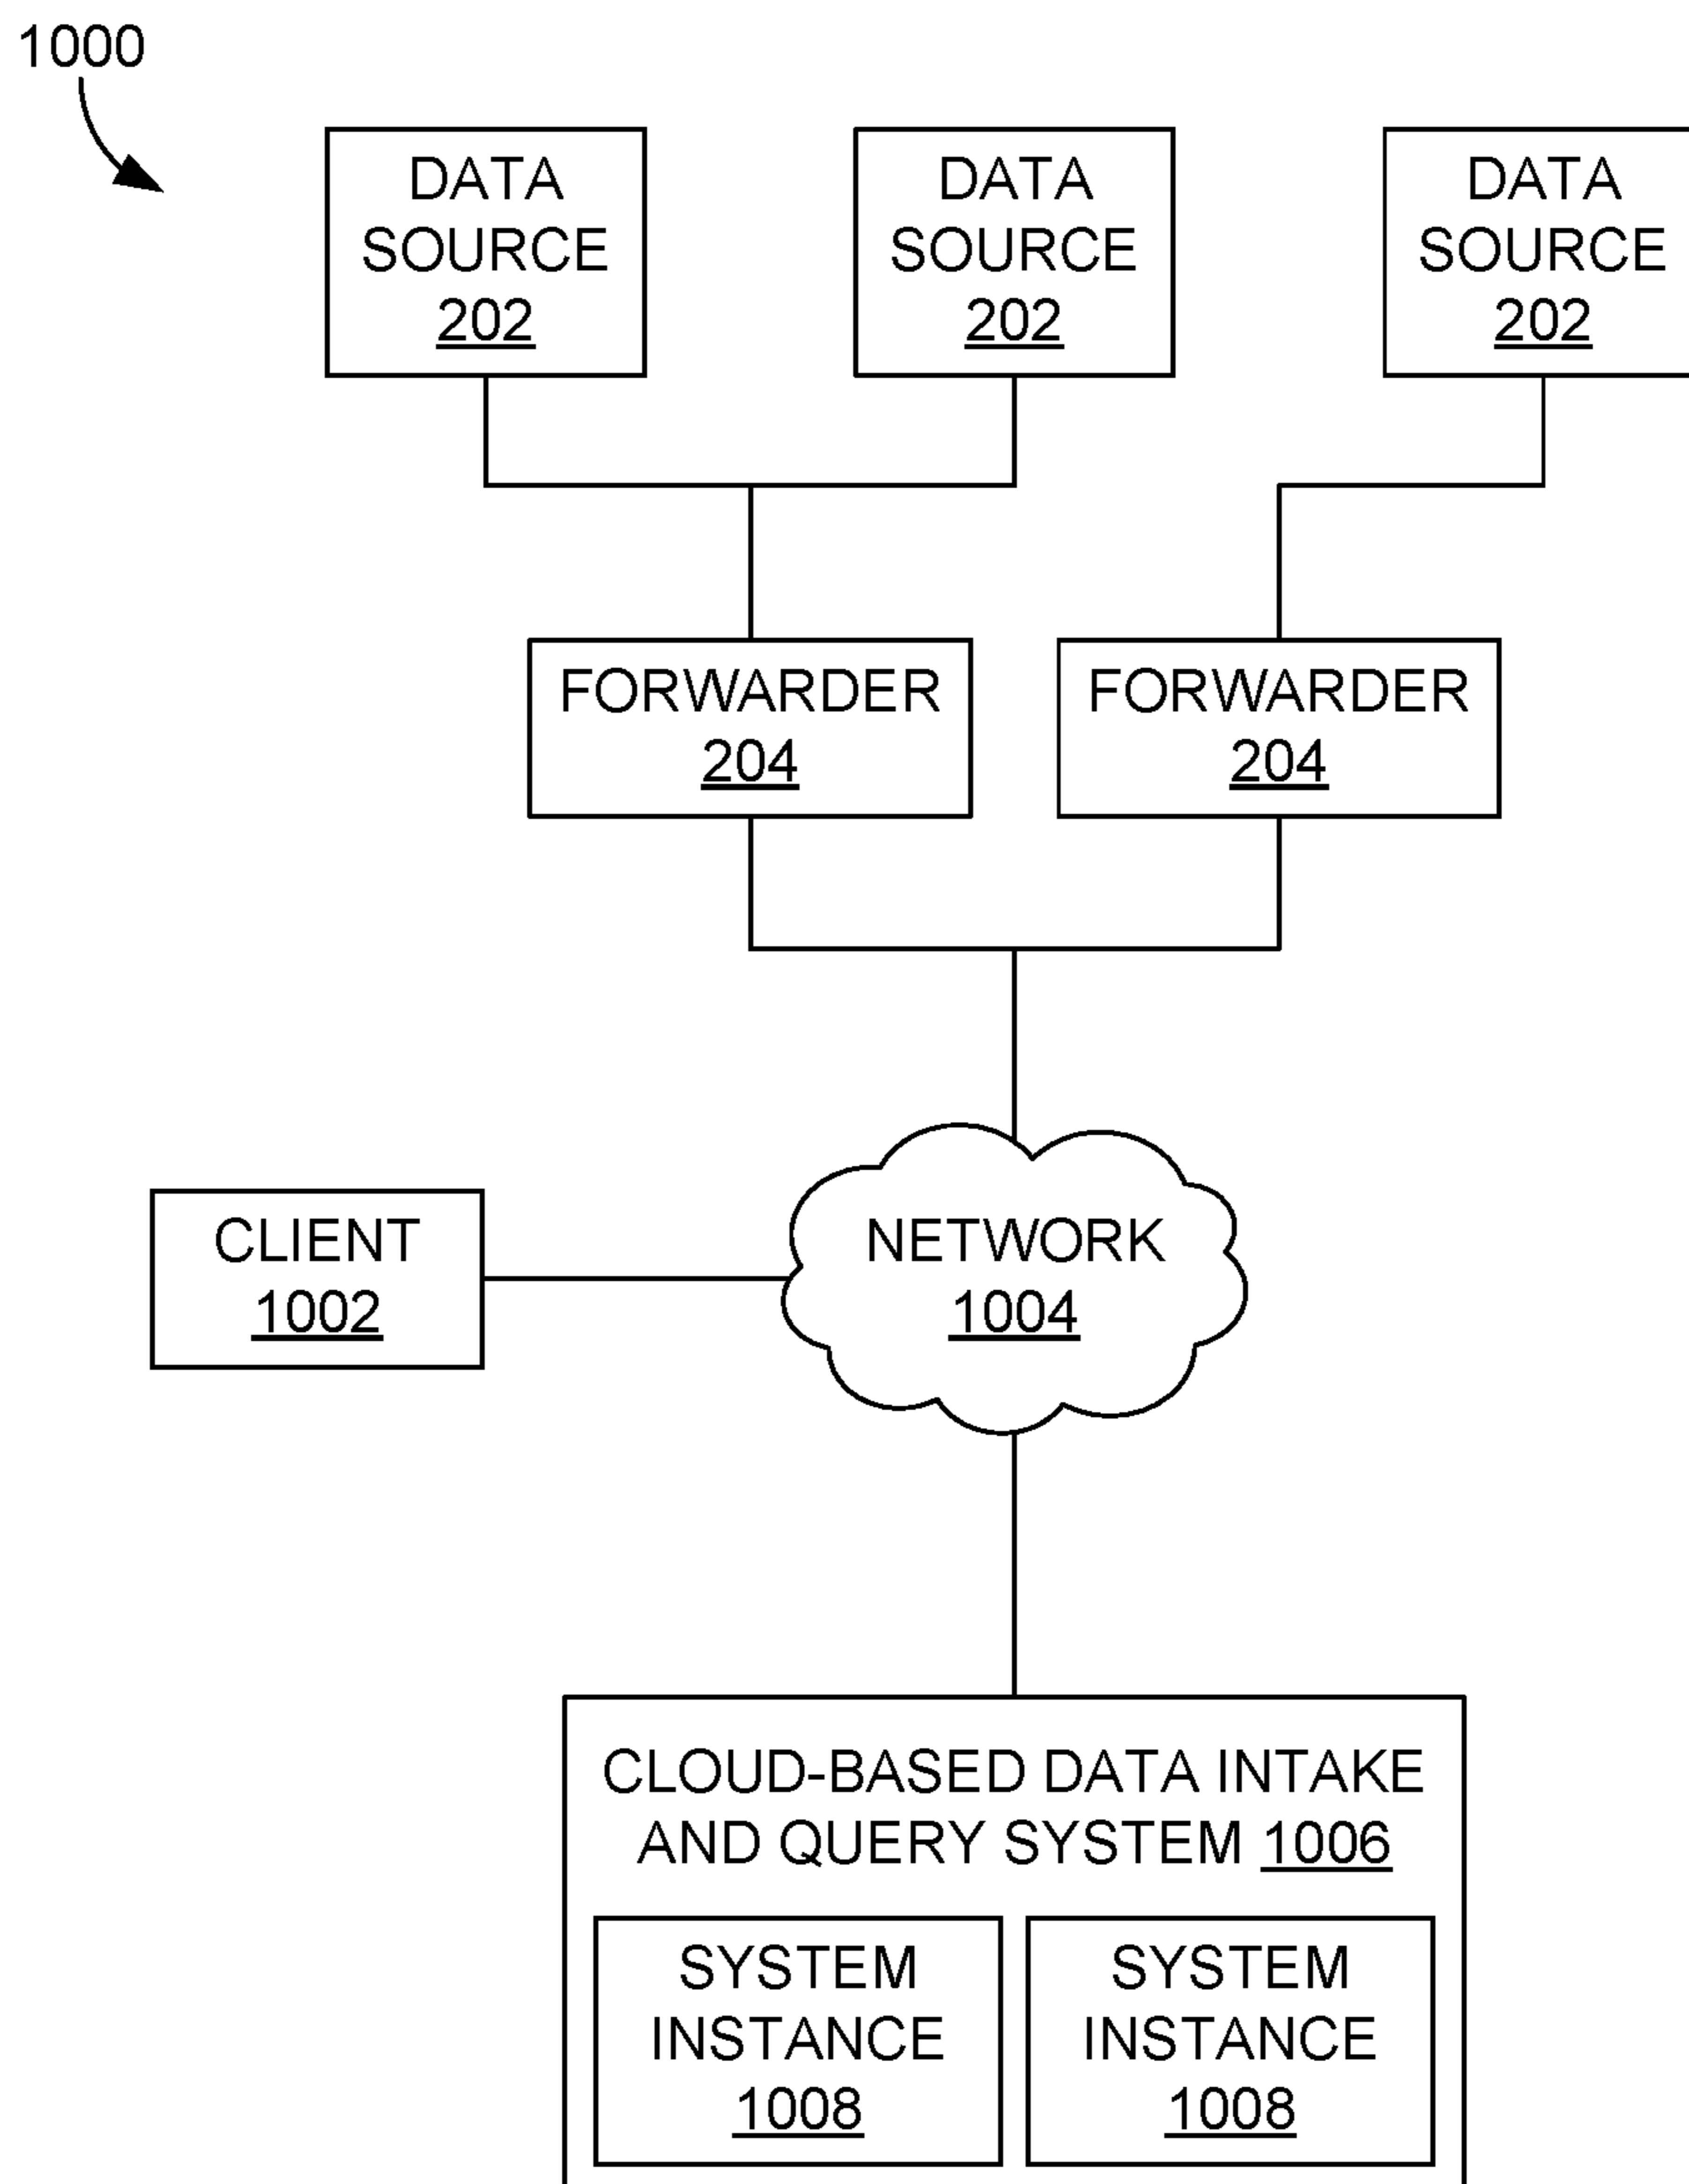 1000
DATA
SOURCE
202
DATA
SOURCE
202
DATA
SOURCE
202
FORWARDER
204
FORWARDER
204
CLIENT
1002
NETWORK
1004
CLOUD-BASED DATA INTAKE
AND QUERY SYSTEM 1006
SYSTEM
INSTANCE
1008
SYSTEM
INSTANCE
1008